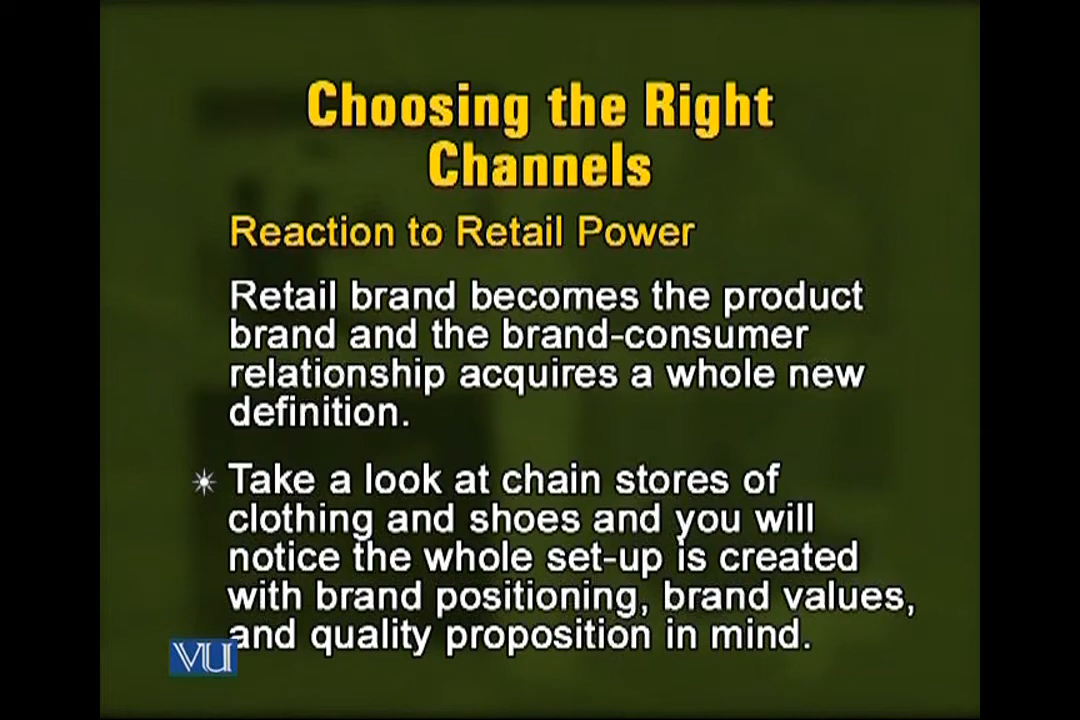 Choosing the Right
Channels
Reaction to Retail Power
Retail brand becomes the product
brand and the brand-consumer
relationship acquires a whole new
definition.
Take a look at chain stores of
clothing and shoes and you will
notice the whole set-up is created
with brand positioning, brand values,
and quality proposition in mind.
VU